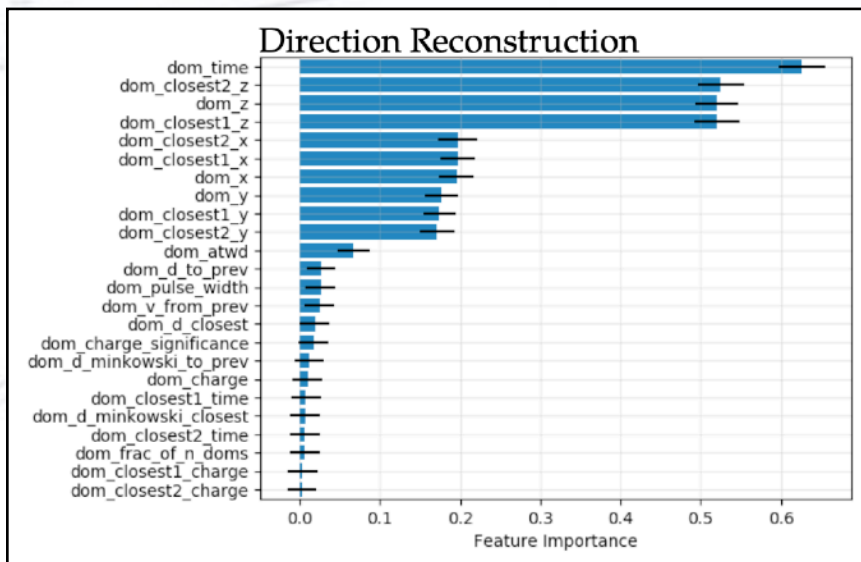 Direction Reconstruction
dom_time
dom_closest2_z
dom_z
dom_closest1_z
dom_closest2_x
dom_closest1_x
dom_x
dom_y
dom_closest1_y
dom_closest2_y
dom_atwd
dom_d_to_prev
dom_pulse_width
dom_v_from_prev
dom_d_closest
dom_charge_significance
dom_d_minkowski_to_prev
dom_charge
dom_closest1_time
dom_d_minkowski_closest
dom_closest2_time
dom_frac_of_n_doms
dom_closest1_charge
dom_closest2_charge
0.0 0.1 0.2 0.3 0.4 0.5 0.6
Feature Importance